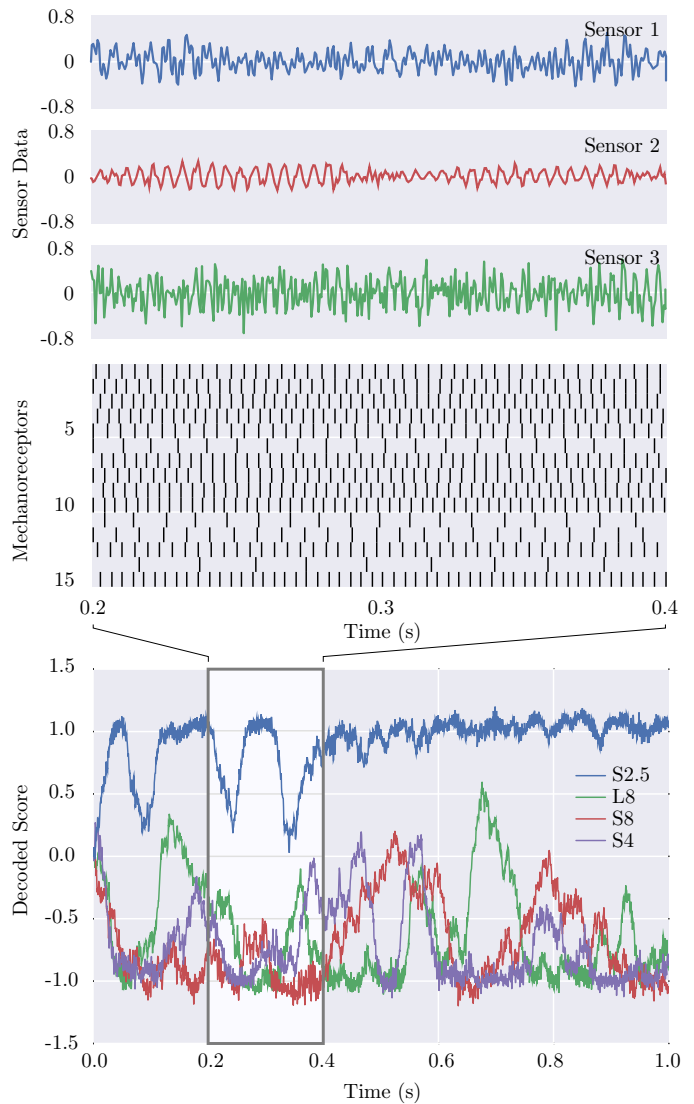 0.8
Sensor 1
0
-0.8
0.8
Sensor 2
0
-0.8
0.8
Sensor 3
0
-0.8
Sensor Data
5
10
15
Mechanoreceptors
0.2 0.3 0.4
Time (s)
1.5
1.0
0.5
0.0
-0.5
-1.0
-1.5
Decoded Score
S2.5
L8
S8
S4
0.0 0.2 0.4 0.6 0.8 1.0
Time (s)